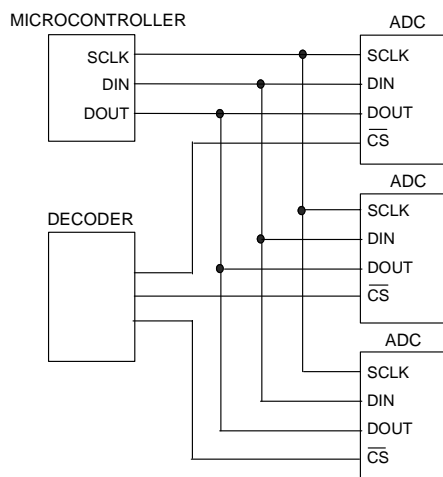 MICROCONTROLLER
SCLK
DIN
DOUT
DECODER
ADC
SCLK
DIN
DOUT
CS
ADC
SCLK
DIN
DOUT
CS
ADC
SCLK
DIN
DOUT
CS